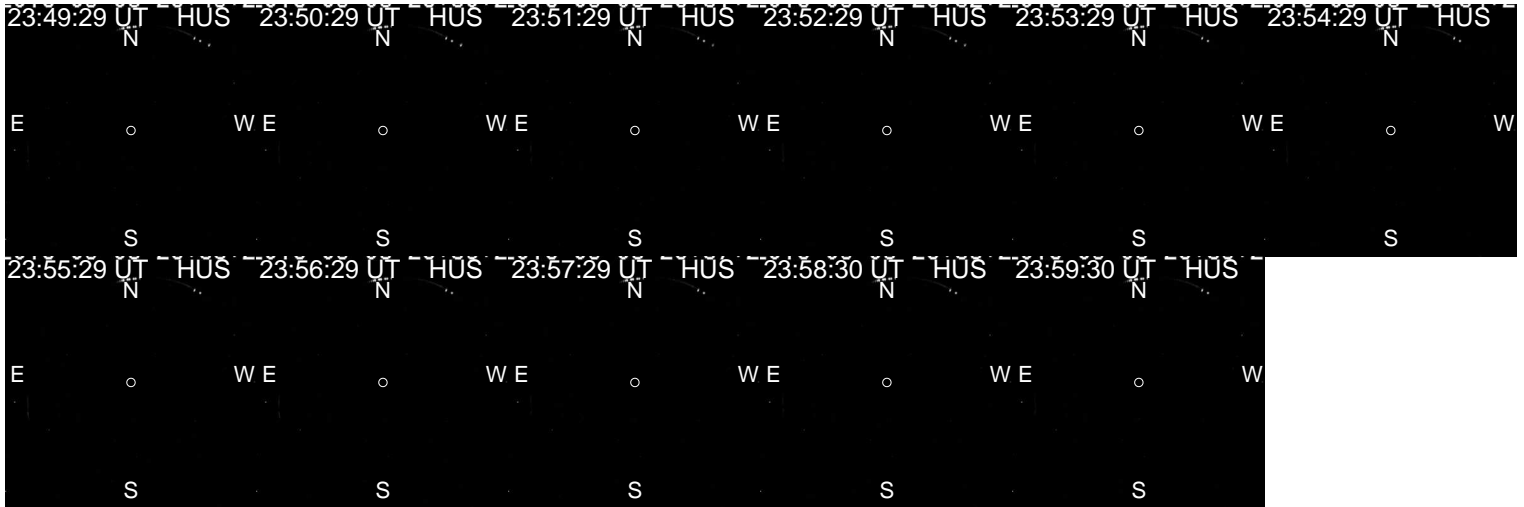 23:49:29 UT HUS 23:50:29 UT HUS 23:51:29 UT HUS 23:52:29 UT HUS 23:53:29 UT HUS 23:54:29 UT HUS
N N N N N N
E W E W E W E W E W E W
S S S S S S
23:55:29 UT HUS 23:56:29 UT HUS 23:57:29 UT HUS 23:58:30 UT HUS 23:59:30 UT HUS
N N N N N
E W E W E W E W E W
S S S S S